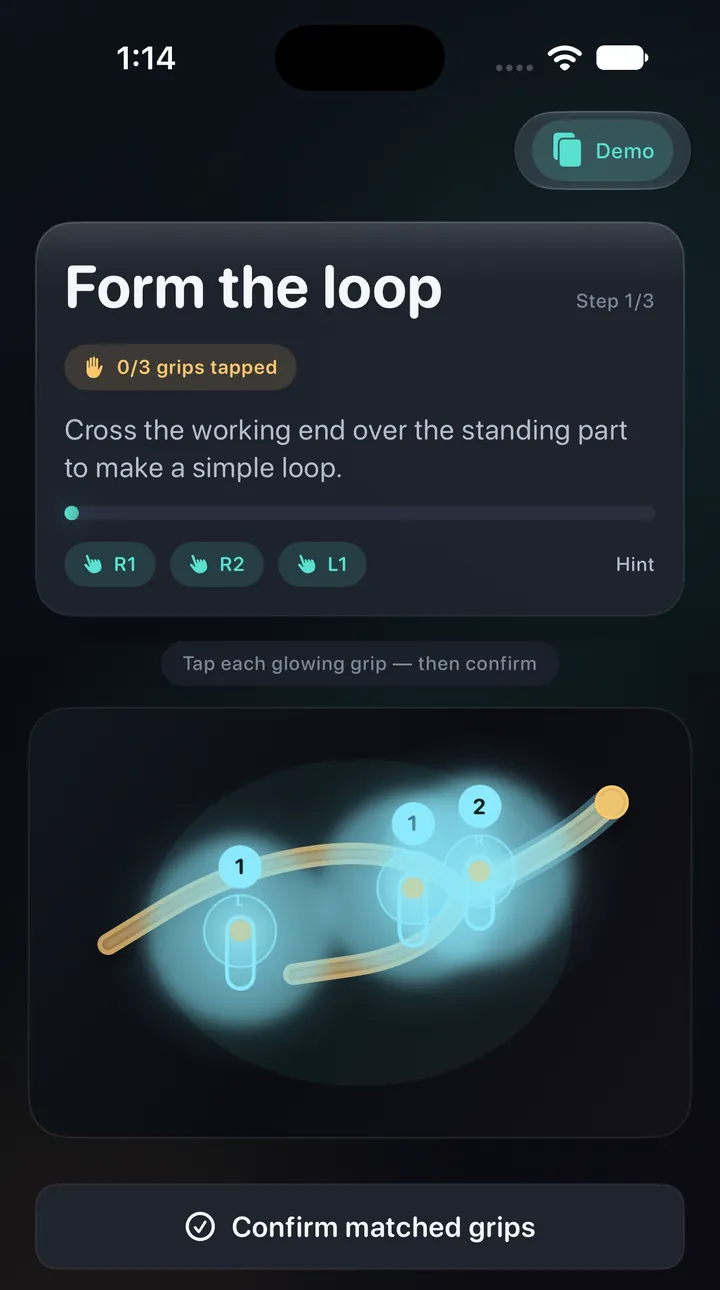 1:14
Demo
Form the loop
Step 1/3
0/3 grips tapped
Cross the working end over the standing part
to make a simple loop.
R1
R2
L1
Hint
Tap each glowing grip — then confirm
2
1
1
L
Confirm matched grips